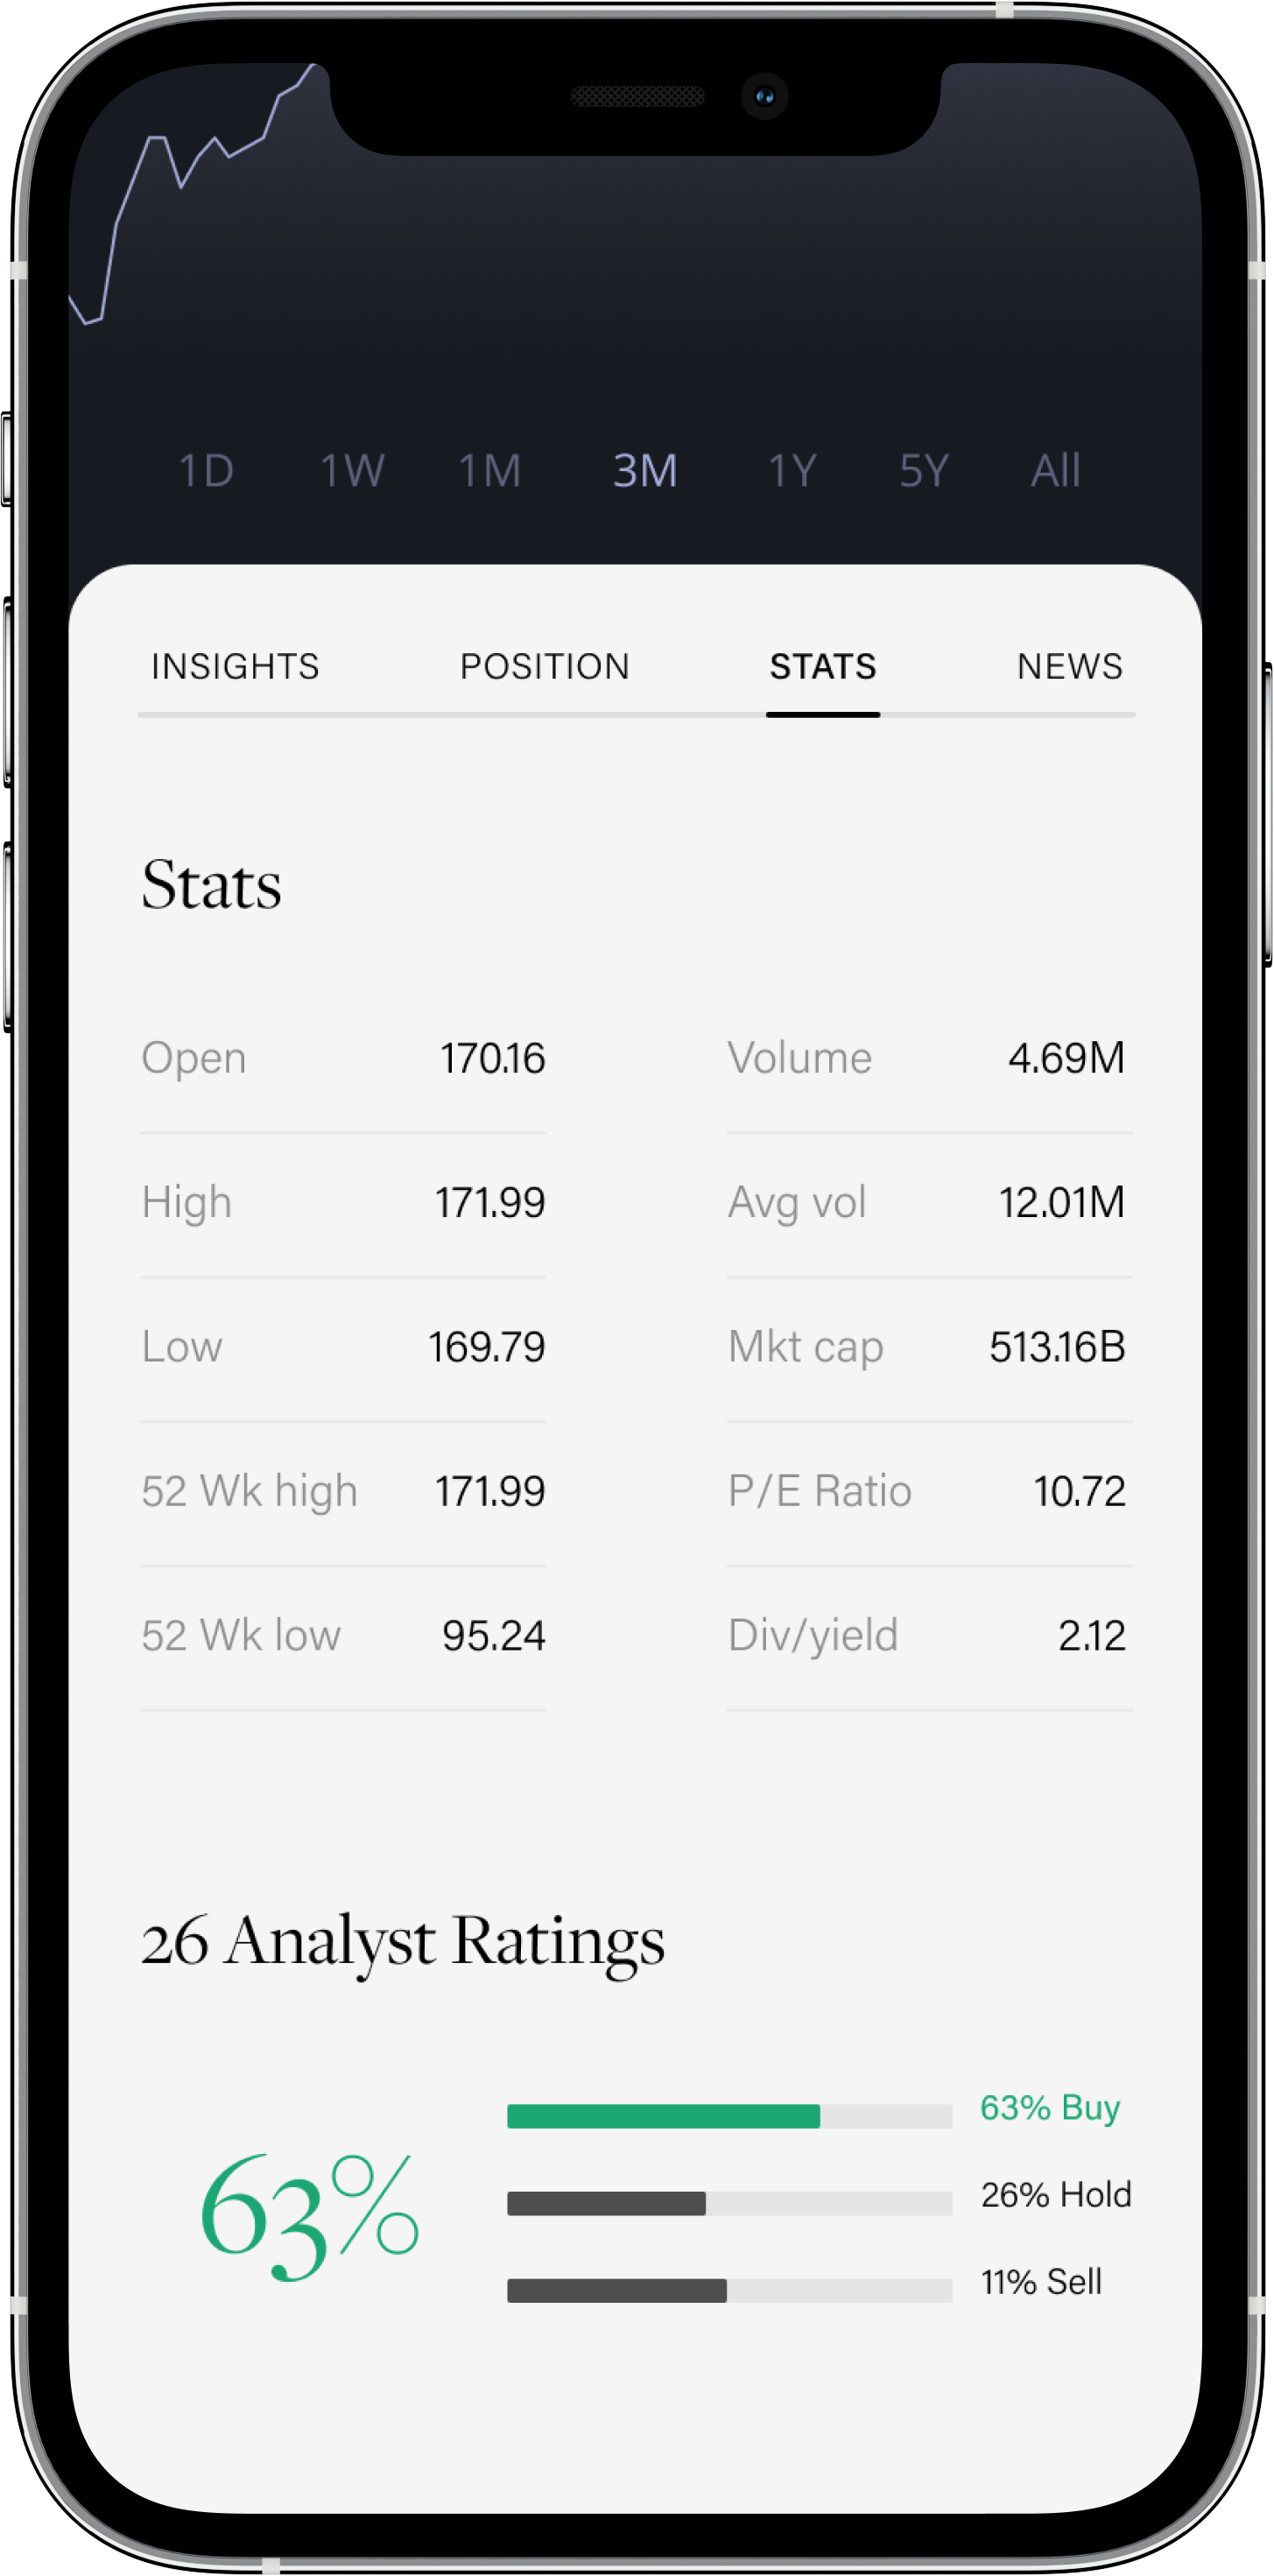 1D 1W 1M 3M 1Y 5Y All
INSIGHTS POSITION STATS NEWS
Stats
Open 170.16 Volume 4.69M
High 171.99 Avg vol 12.01M
Low 169.79 Mkt cap 513.16B
52 Wk high 171.99 P/E Ratio 10.72
52 Wk low 95.24 Div/yield 2.12
26 Analyst Ratings
63% Buy
63%
26% Hold
11% Sell